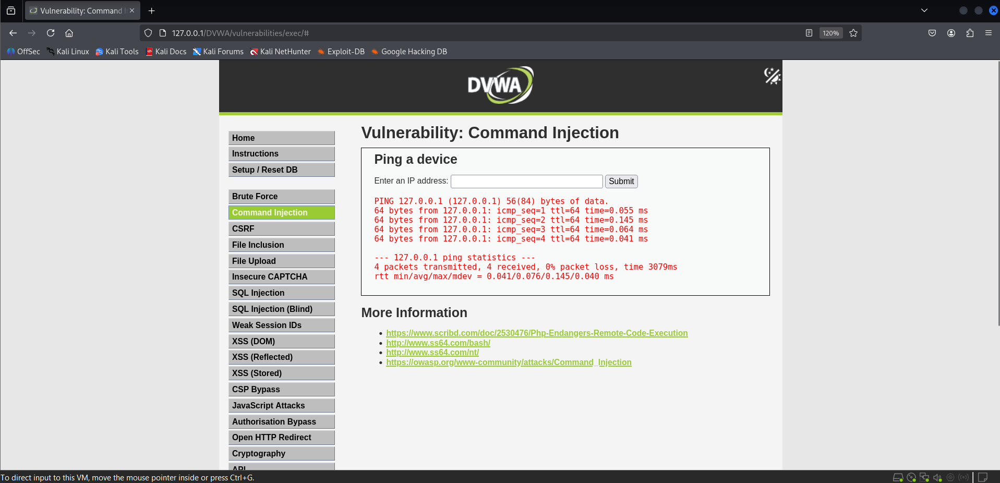 Vulnerability: Command I
127.0.0.1/DVWA/vulnerabilities/exec/#
120%
OffSec
Kali Linux
Kali Tools
Kali Docs
Kali Forums
Kali NetHunter
Exploit-DB
Google Hacking DB
DVWA
Home
Instructions
Setup / Reset DB
Brute Force
Command Injection
CSRF
File Inclusion
File Upload
Insecure CAPTCHA
SQL Injection
SQL Injection (Blind)
Weak Session IDs
XSS (DOM)
XSS (Reflected)
XSS (Stored)
CSP Bypass
JavaScript Attacks
Authorisation Bypass
Open HTTP Redirect
Cryptography
API
Vulnerability: Command Injection
Ping a device
Enter an IP address:
Submit
PING 127.0.0.1 (127.0.0.1) 56(84) bytes of data.
64 bytes from 127.0.0.1: icmp_seq=1 ttl=64 time=0.055 ms
64 bytes from 127.0.0.1: icmp_seq=2 ttl=64 time=0.145 ms
64 bytes from 127.0.0.1: icmp_seq=3 ttl=64 time=0.064 ms
64 bytes from 127.0.0.1: icmp_seq=4 ttl=64 time=0.041 ms
--- 127.0.0.1 ping statistics ---
4 packets transmitted, 4 received, 0% packet loss, time 3079ms
rtt min/avg/max/mdev = 0.041/0.076/0.145/0.040 ms
More Information
https://www.scribd.com/doc/2530476/Php-Endangers-Remote-Code-Execution
http://www.ss64.com/bash/
http://www.ss64.com/nt/
https://owasp.org/www-community/attacks/Command_Injection
To direct input to this VM, move the mouse pointer inside or press Ctrl+G.